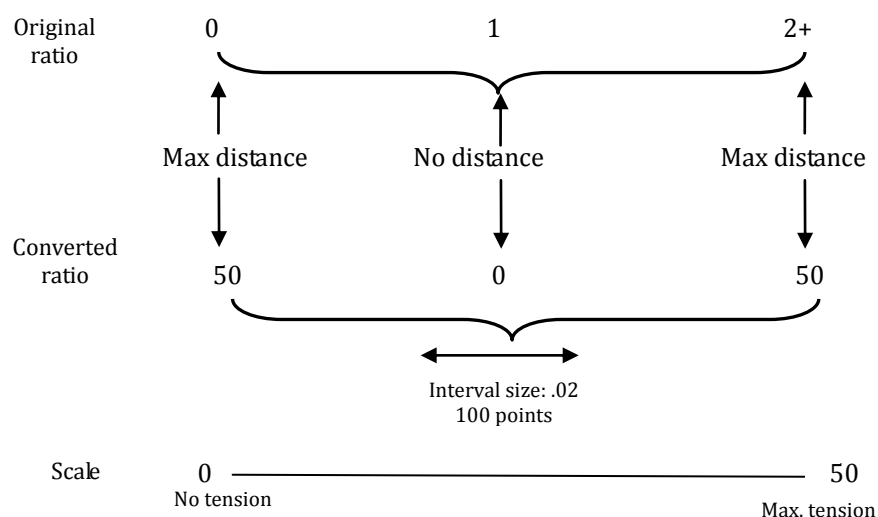 Original
ratio
0 1 2+
Max distance No distance Max distance
Converted
ratio
50 0 50
Interval size: .02
100 points
Scale 0 50
No tension
Max. tension